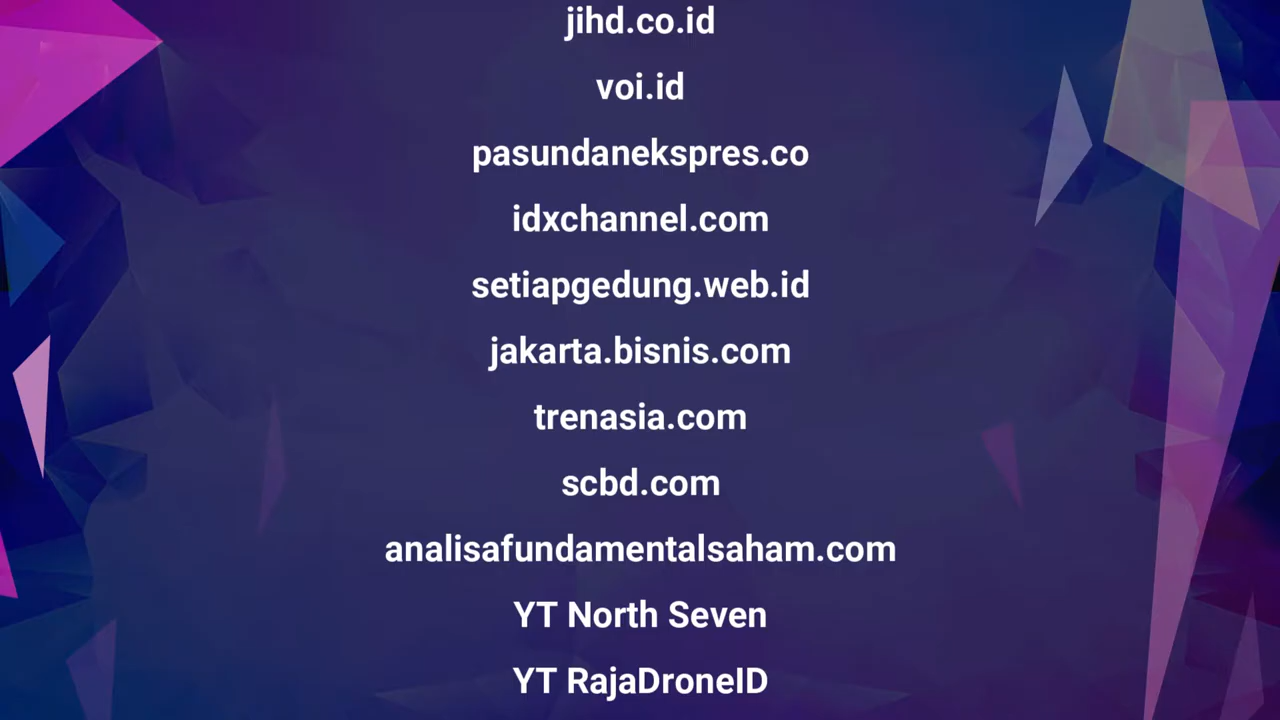 jihd.co.id
voi.id
pasundanekspres.co
idxchannel.com
setiapgedung.web.id
jakarta.bisnis.com
trenasia.com
scbd.com
analisafundamentalsaham.com
YT North Seven
YT RajaDroneID